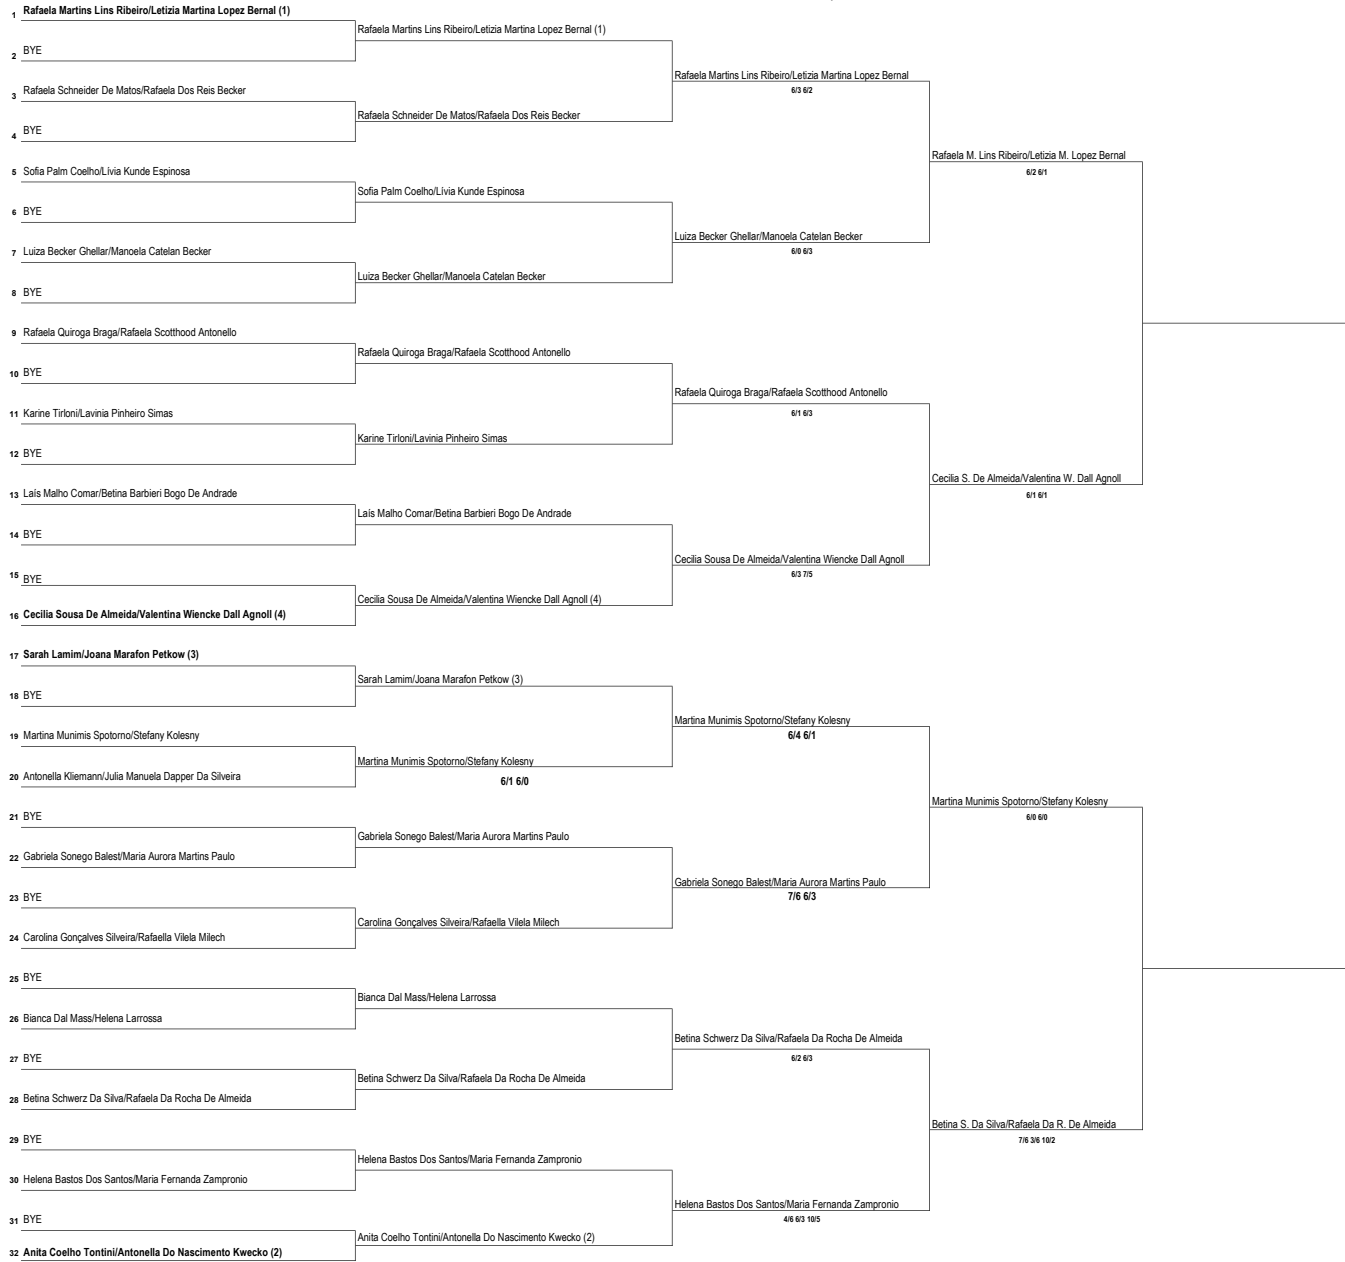 1 Rafaela Martins Lins Ribeiro/Letizia Martina Lopez Bernal (1)
Rafaela Martins Lins Ribeiro/Letizia Martina Lopez Bernal (1)
2 BYE
Rafaela Martins Lins Ribeiro/Letizia Martina Lopez Bernal
6/3 6/2
3 Rafaela Schneider De Matos/Rafaela Dos Reis Becker
Rafaela Schneider De Matos/Rafaela Dos Reis Becker
4 BYE
Rafaela M. Lins Ribeiro/Letizia M. Lopez Bernal
6/2 6/1
5 Sofia Palm Coelho/Lívia Kunde Espinosa
Sofia Palm Coelho/Lívia Kunde Espinosa
6 BYE
Luiza Becker Ghellar/Manoela Catelan Becker
6/0 6/3
7 Luiza Becker Ghellar/Manoela Catelan Becker
Luiza Becker Ghellar/Manoela Catelan Becker
8 BYE
9 Rafaela Quiroga Braga/Rafaela Scotthood Antonello
Rafaela Quiroga Braga/Rafaela Scotthood Antonello
10 BYE
Rafaela Quiroga Braga/Rafaela Scotthood Antonello
6/1 6/3
11 Karine Tirloni/Lavinia Pinheiro Simas
Karine Tirloni/Lavinia Pinheiro Simas
12 BYE
Cecilia S. De Almeida/Valentina W. Dall Agnoll
6/1 6/1
13 Laís Malho Comar/Betina Barbieri Bogo De Andrade
Laís Malho Comar/Betina Barbieri Bogo De Andrade
14 BYE
Cecilia Sousa De Almeida/Valentina Wiencke Dall Agnoll
6/3 7/5
15 BYE
Cecilia Sousa De Almeida/Valentina Wiencke Dall Agnoll (4)
16 Cecilia Sousa De Almeida/Valentina Wiencke Dall Agnoll (4)
17 Sarah Lamim/Joana Marafon Petkow (3)
Sarah Lamim/Joana Marafon Petkow (3)
18 BYE
Martina Munimis Spotorno/Stefany Kolesny
6/4 6/1
19 Martina Munimis Spotorno/Stefany Kolesny
Martina Munimis Spotorno/Stefany Kolesny
6/1 6/0
20 Antonella Kliemann/Julia Manuela Dapper Da Silveira
Martina Munimis Spotorno/Stefany Kolesny
6/0 6/0
21 BYE
Gabriela Sonego Balest/Maria Aurora Martins Paulo
22 Gabriela Sonego Balest/Maria Aurora Martins Paulo
Gabriela Sonego Balest/Maria Aurora Martins Paulo
7/6 6/3
23 BYE
Carolina Gonçalves Silveira/Rafaella Vilela Milech
24 Carolina Gonçalves Silveira/Rafaella Vilela Milech
25 BYE
Bianca Dal Mass/Helena Larrossa
26 Bianca Dal Mass/Helena Larrossa
Betina Schwerz Da Silva/Rafaela Da Rocha De Almeida
6/2 6/3
27 BYE
Betina Schwerz Da Silva/Rafaela Da Rocha De Almeida
28 Betina Schwerz Da Silva/Rafaela Da Rocha De Almeida
Betina S. Da Silva/Rafaela Da R. De Almeida
7/6 3/6 10/2
29 BYE
Helena Bastos Dos Santos/Maria Fernanda Zampronio
30 Helena Bastos Dos Santos/Maria Fernanda Zampronio
Helena Bastos Dos Santos/Maria Fernanda Zampronio
4/6 6/3 10/5
31 BYE
Anita Coelho Tontini/Antonella Do Nascimento Kwecko (2)
32 Anita Coelho Tontini/Antonella Do Nascimento Kwecko (2)